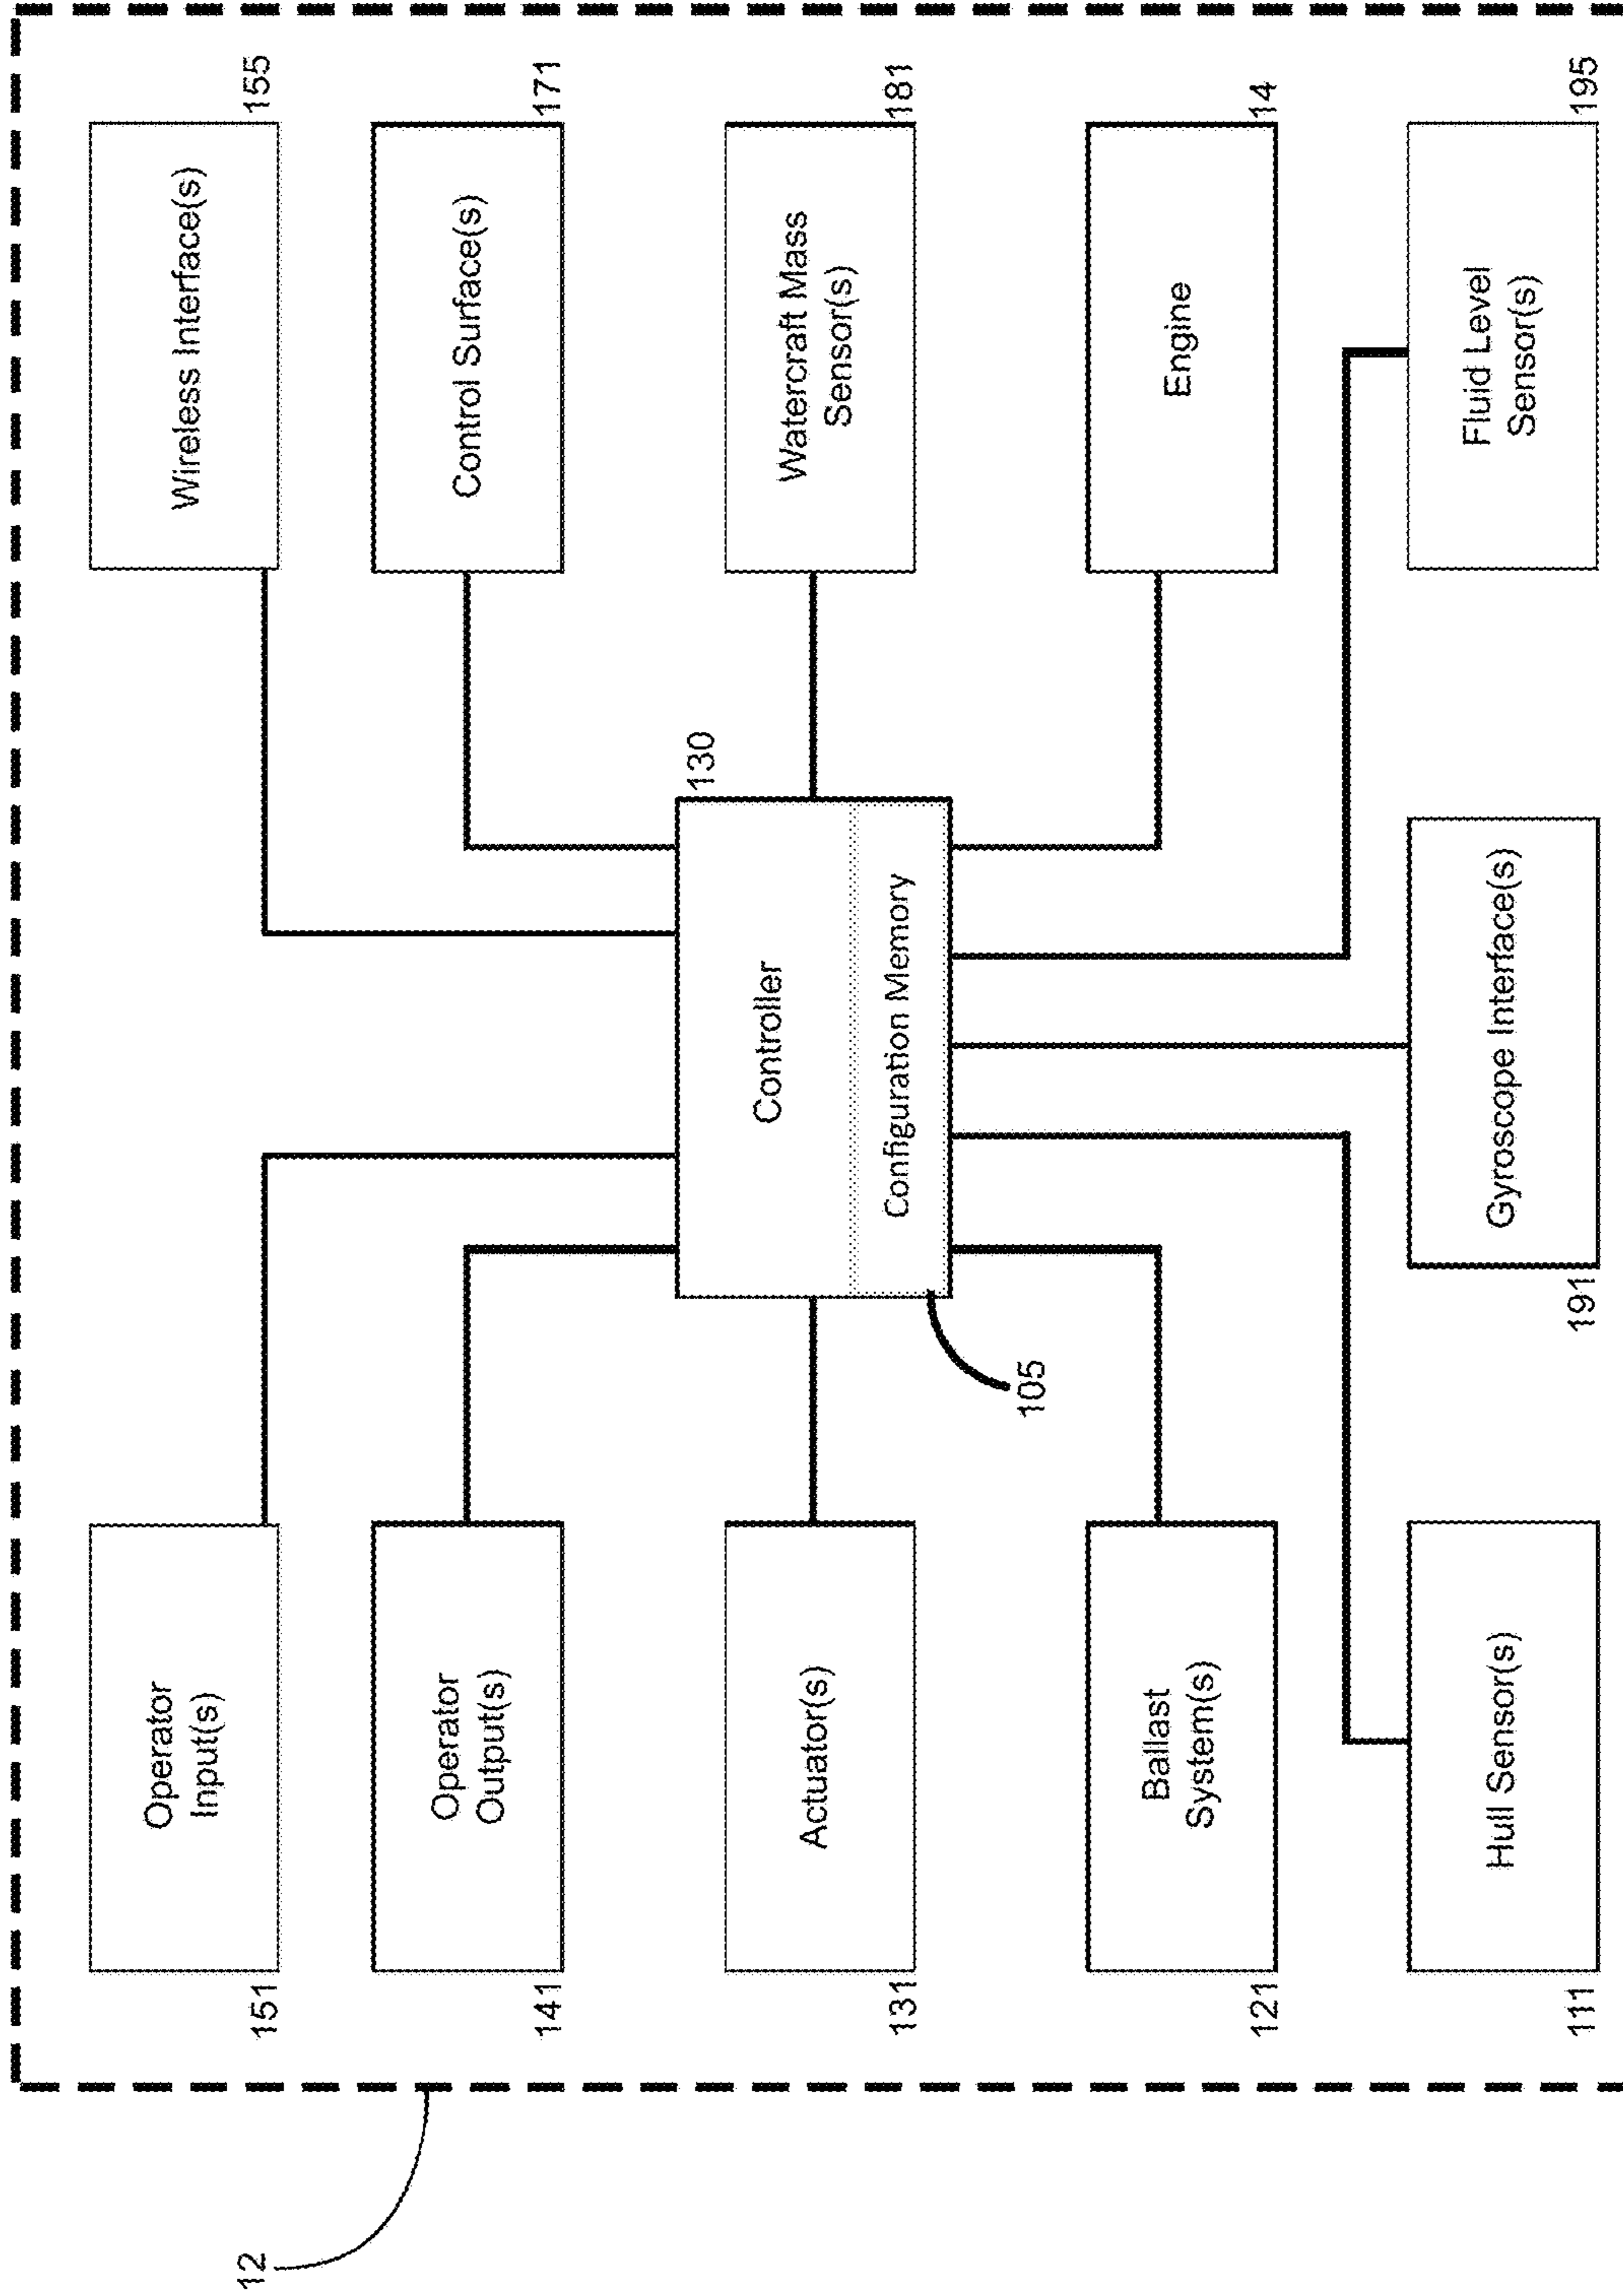 12
151
Operator
Input(s)
Wireless Interface(s)
155
141
Operator
Output(s)
Control Surface(s)
171
130
Controller
Configuration Memory
105
131
Actuator(s)
Watercraft Mass
Sensor(s)
181
121
Ballast
System(s)
Engine
14
111
Hull Sensor(s)
191
Gyroscope Interface(s)
Fluid Level
Sensor(s)
195